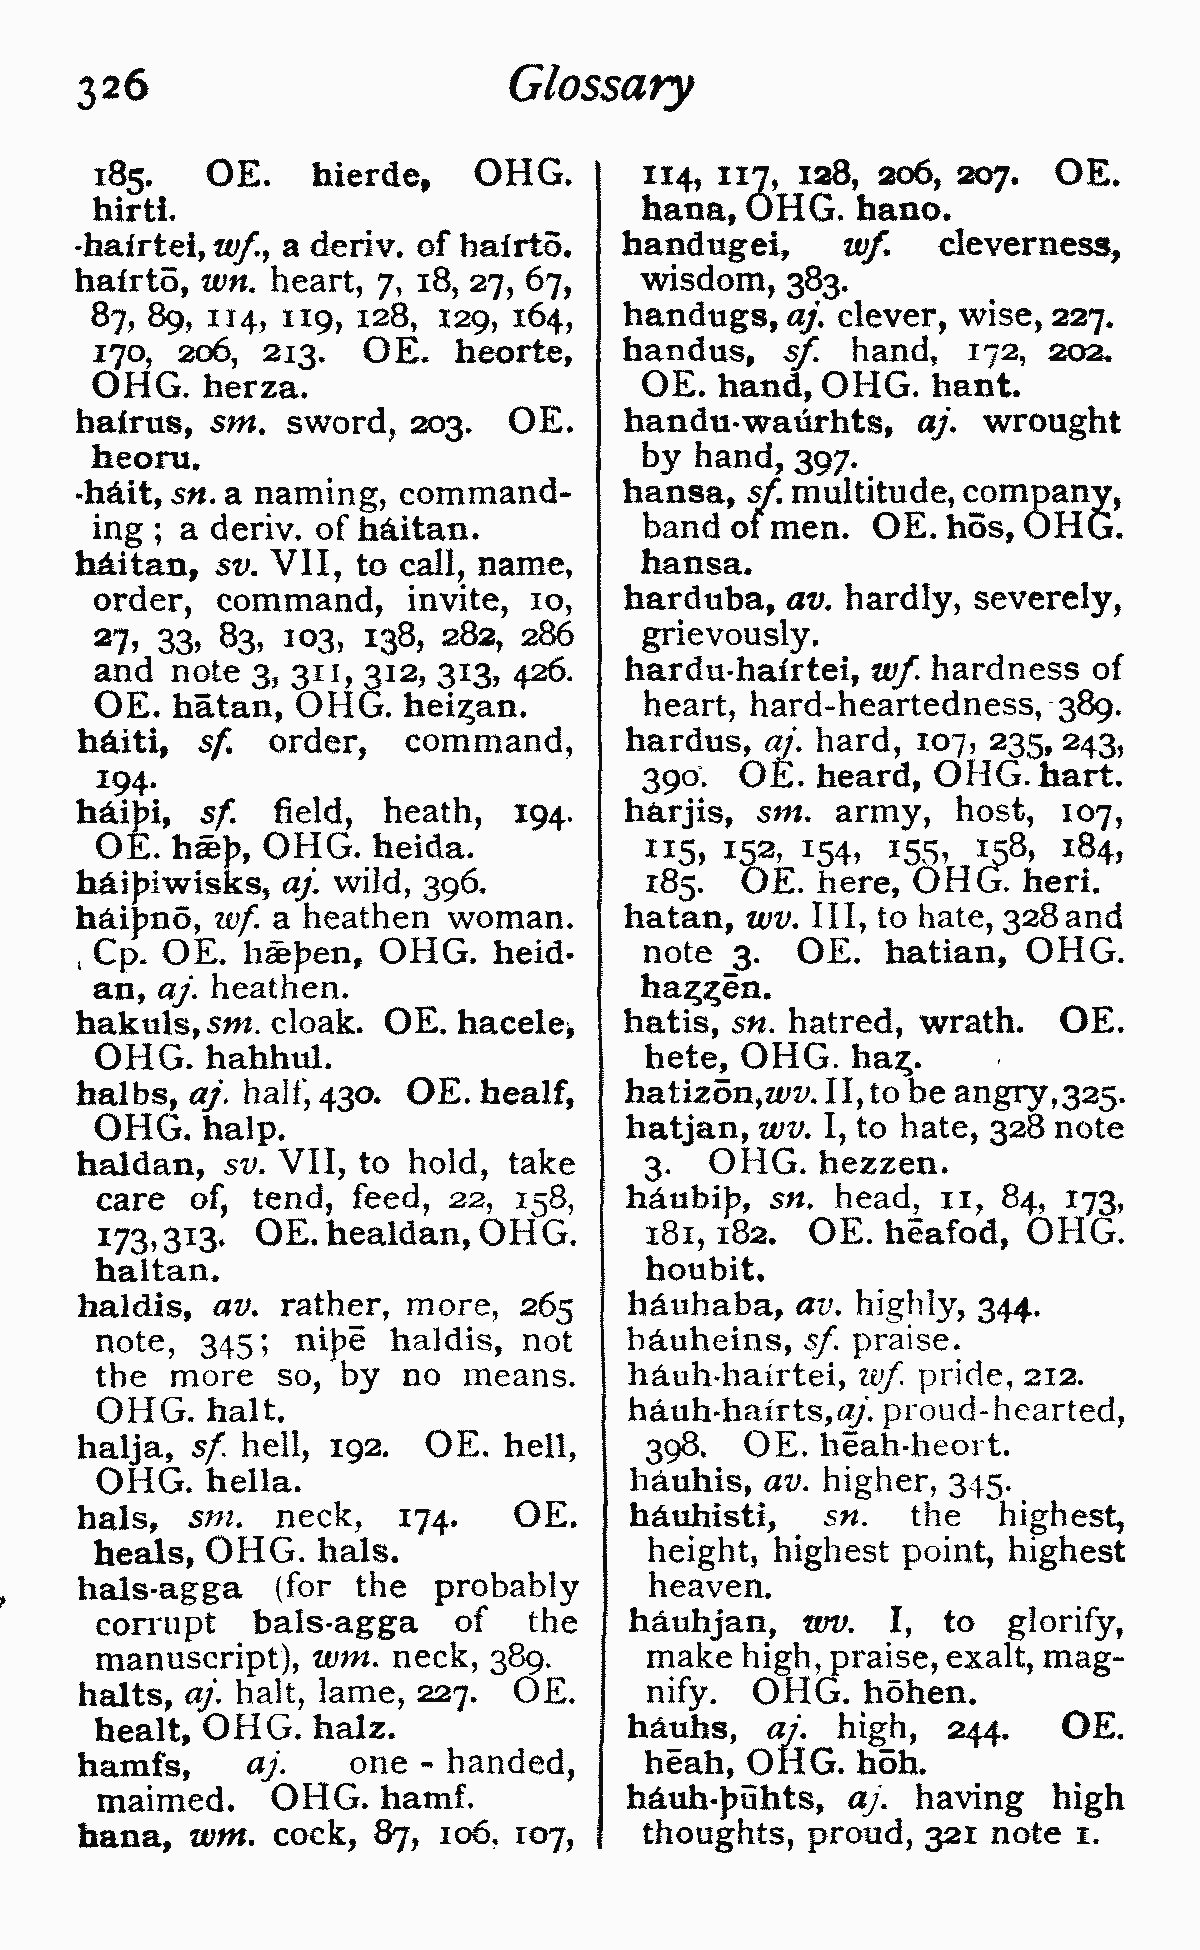 326 Glossary
185. OE. hierde, OHG.
hirti.
-haírtei, wf., a deriv. of haírtō.
haírtō, wn. heart, 7, 18, 27, 67,
87, 89, 114, 119, 128, 129, 164,
170, 206, 213. OE. heorte,
OHG. herza.
haírus, sm. sword, 203. OE.
heoru.
-háit, sn. a naming, command-
ing ; a deriv. of háitan.
háitan, sv. VII, to call, name,
order, command, invite, 10,
27, 33, 83, 103, 138, 282, 286
and note 3, 311, 312, 313, 426.
OE. hātan, OHG. heiʒan.
háiti, sf. order, command,
194.
háiþi, sf. field, heath, 194.
OE. hǣþ, OHG. heida.
háiþiwisks, aj. wild, 396.
háiþnō, wf. a heathen woman.
Cp. OE. hǣþen, OHG. heid-
an, aj. heathen.
hakuls, sm. cloak. OE. hacele,
OHG. hahhul.
halbs, aj. half, 430. OE. healf,
OHG. halp.
haldan, sv. VII, to hold, take
care of, tend, feed, 22, 158,
173, 313. OE. healdan, OHG.
haltan.
haldis, av. rather, more, 265
note, 345; niþē haldis, not
the more so, by no means.
OHG. halt.
halja, sf. hell, 192. OE. hell,
OHG. hella.
hals, sm. neck, 174. OE.
heals, OHG. hals.
hals-agga (for the probably
corrupt bals-agga of the
manuscript), wm. neck, 389.
halts, aj. halt, lame, 227. OE.
healt, OHG. halz.
hamfs, aj. one - handed,
maimed. OHG. hamf.
hana, wm. cock, 87, 106, 107,
114, 117, 128, 206, 207. OE.
hana, OHG. hano.
handugei, wf. cleverness,
wisdom, 383.
handugs, aj. clever, wise, 227.
handus, sf. hand, 172, 202.
OE. hand, OHG. hant.
handu-waúrhts, aj. wrought
by hand, 397.
hansa, sf. multitude, company,
band of men. OE. hōs, OHG.
hansa.
harduba, av. hardly, severely,
grievously.
hardu-haírtei, wf. hardness of
heart, hard-heartedness, 389.
hardus, aj. hard, 107, 235, 243,
390. OE. heard, OHG. hart.
harjis, sm. army, host, 107,
115, 152, 154, 155, 158, 184,
185. OE. here, OHG. heri.
hatan, wv. III, to hate, 328 and
note 3. OE. hatian, OHG.
haʒʒēn.
hatis, sn. hatred, wrath. OE.
hete, OHG. haʒ.
hatizōn, wv. II, to be angry, 325.
hatjan, wv. I, to hate, 328 note
3. OHG. hezzen.
háubiþ, sn. head, 11, 84, 173,
181, 182. OE. hēafod, OHG.
houbit.
háuhaba, av. highly, 344.
háuheins, sf. praise.
háuh-haírtei, wf. pride, 212.
háuh-haírts, aj. proud-hearted,
398. OE. hēah-heort.
háuhis, av. higher, 345.
háuhisti, sn. the highest,
height, highest point, highest
heaven.
háuhjan, wv. I, to glorify,
make high, praise, exalt, mag-
nify. OHG. hōhen.
háuhs, aj. high, 244. OE.
hēah, OHG. hōh.
háuh-þūhts, aj. having high
thoughts, proud, 321 note 1.